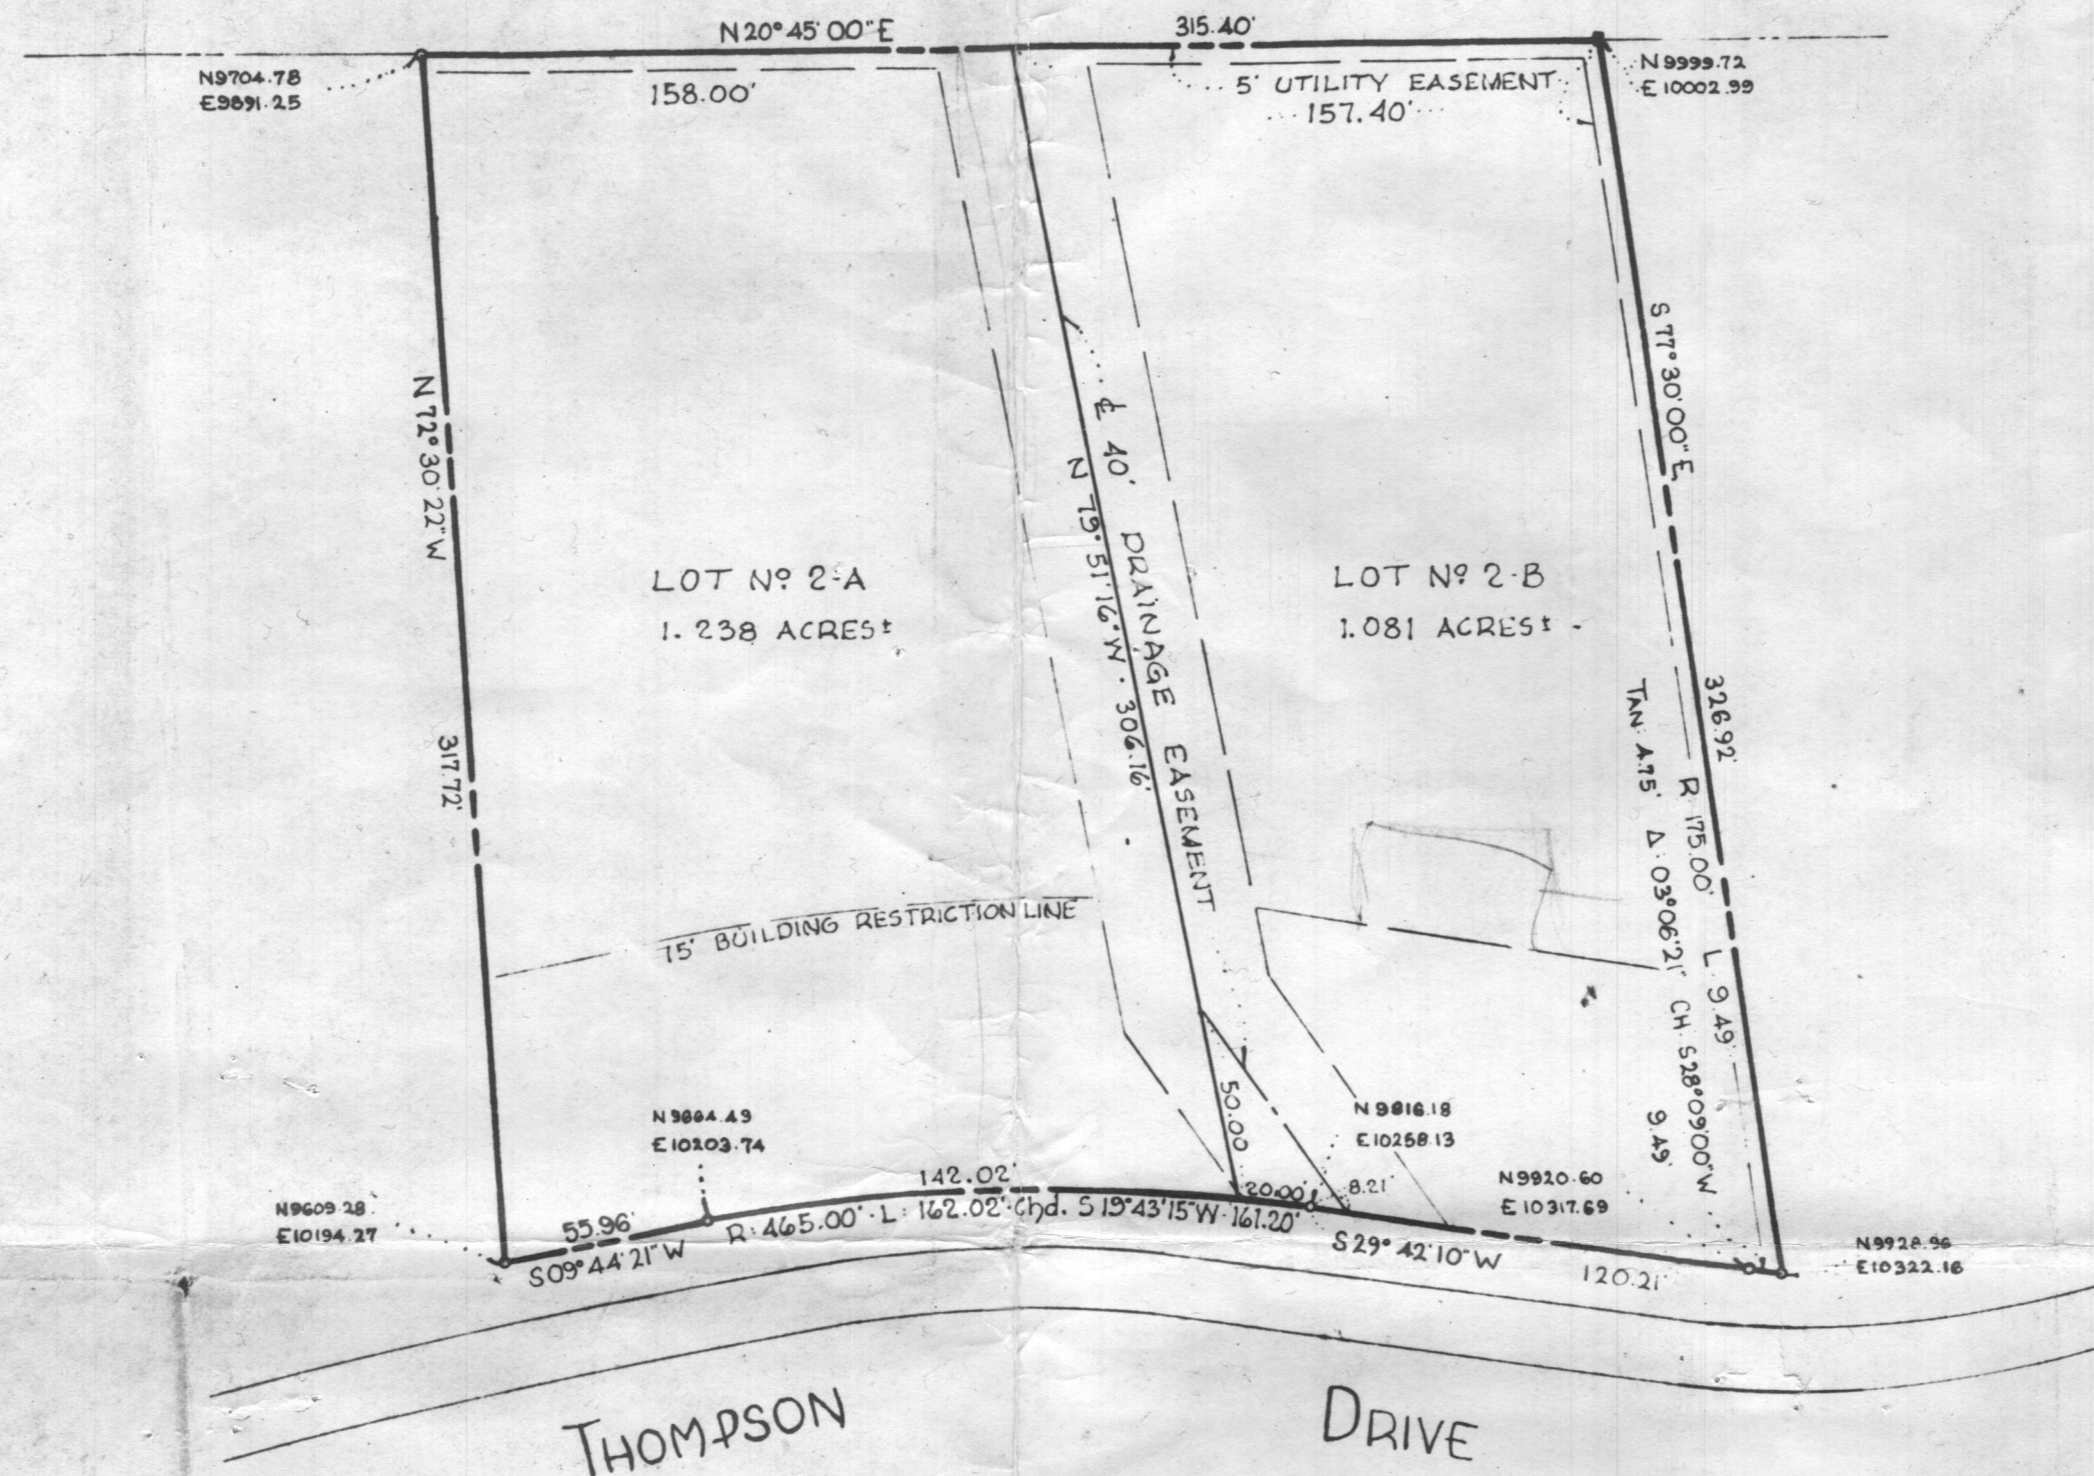 N 20° 45' 00" E
315.40'
N9704.78
E9891.25
158.00'
5' UTILITY EASEMENT
157.40'
N9999.72
E10002.99
N 72° 30' 22" W
317.72'
℄ 40' DRAINAGE EASEMENT
N 79° 51' 16" W · 306.16'
S 77° 30' 00" E
326.92'
LOT Nº 2-A
1.238 ACRES±
LOT Nº 2-B
1.081 ACRES±
R 175.00' L 9.49'
TAN: 4.75' Δ: 03°06'21" CH S28°09'00"W
9.49'
75' BUILDING RESTRICTION LINE
50.00
N9664.49
E10203.74
N9816.18
E10258.13
142.02'
20.00'
8.21'
N9920.60
E10317.69
N9609.28
E10194.27
55.96'
S09°44'21"W
R: 465.00' · L: 162.02' · Chd. S 19°43'15"W · 161.20'
S29° 42' 10" W
120.21'
N9928.96
E10322.16
THOMPSON DRIVE